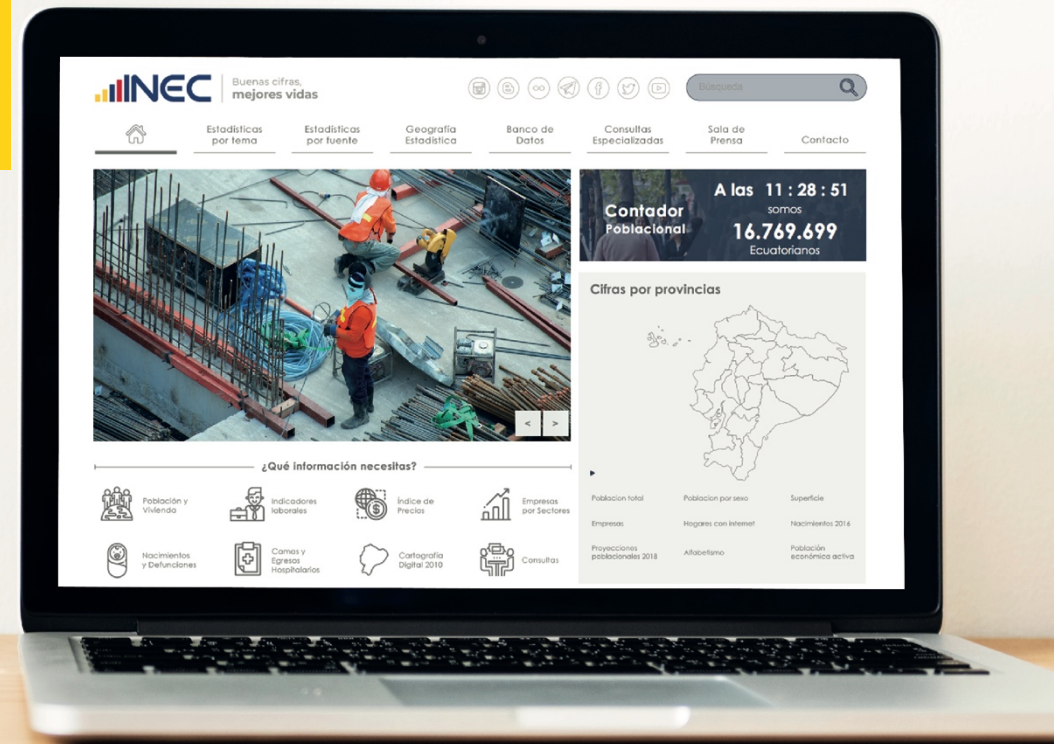 INEC
Buenas cifras,
mejores vidas
Búsqueda
Estadísticas
por tema
Estadísticas
por fuente
Geografía
Estadística
Banco de
Datos
Consultas
Especializadas
Sala de
Prensa
Contacto
Contador
Poblacional
A las 11 : 28 : 51
somos
16.769.699
Ecuatorianos
Cifras por provincias
< >
¿Qué información necesitas?
Población y
Vivienda
Indicadores
laborales
Índice de
Precios
Empresas
por Sectores
Nacimientos
y Defunciones
Camas y
Egresos
Hospitalarios
Cartografía
Digital 2010
Consultas
Poblacion total
Poblacion por sexo
Superficie
Empresas
Hogares con internet
Nacimientos 2016
Proyecciones
poblacionales 2018
Alfabetismo
Población
económica activa